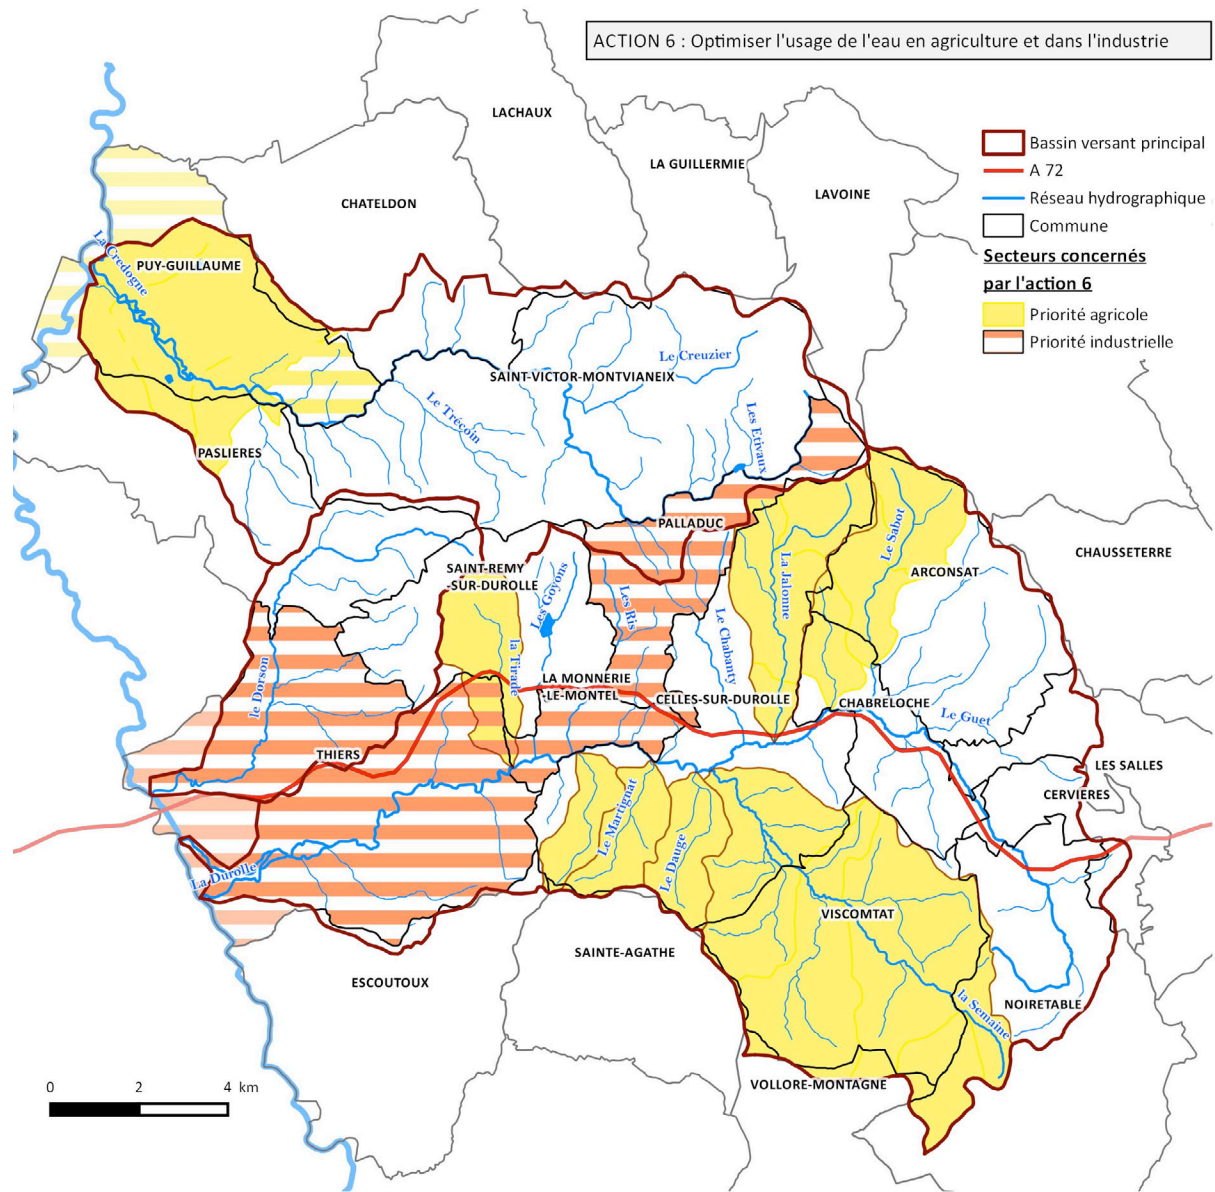 ACTION 6 : Optimiser l'usage de l'eau en agriculture et dans l'industrie
LACHAUX
LA GUILLERMIE
LAVOINE
CHATELDON
Bassin versant principal
A 72
Réseau hydrographique
Commune
Secteurs concernés
par l'action 6
Priorité agricole
Priorité industrielle
La Credogne
PUY-GUILLAUME
Le Creuzier
SAINT-VICTOR-MONTVIANEIX
Le Trécoin
Les Etivaux
PASLIERES
PALLADUC
Le Sabot
CHAUSSETERRE
SAINT-REMY
-SUR-DUROLLE
ARCONSAT
La Jalonne
Les Goyons
Les Ris
Le Chabanty
la Tirade
le Dorson
LA MONNERIE
-LE-MONTEL
CELLES-SUR-DUROLLE
CHABRELOCHE
Le Guet
THIERS
LES SALLES
CERVIERES
Le Martignat
Le Dauge
La Durolle
VISCOMTAT
SAINTE-AGATHE
ESCOUTOUX
la Semaine
NOIRETABLE
VOLLORE-MONTAGNE
0 2 4 km